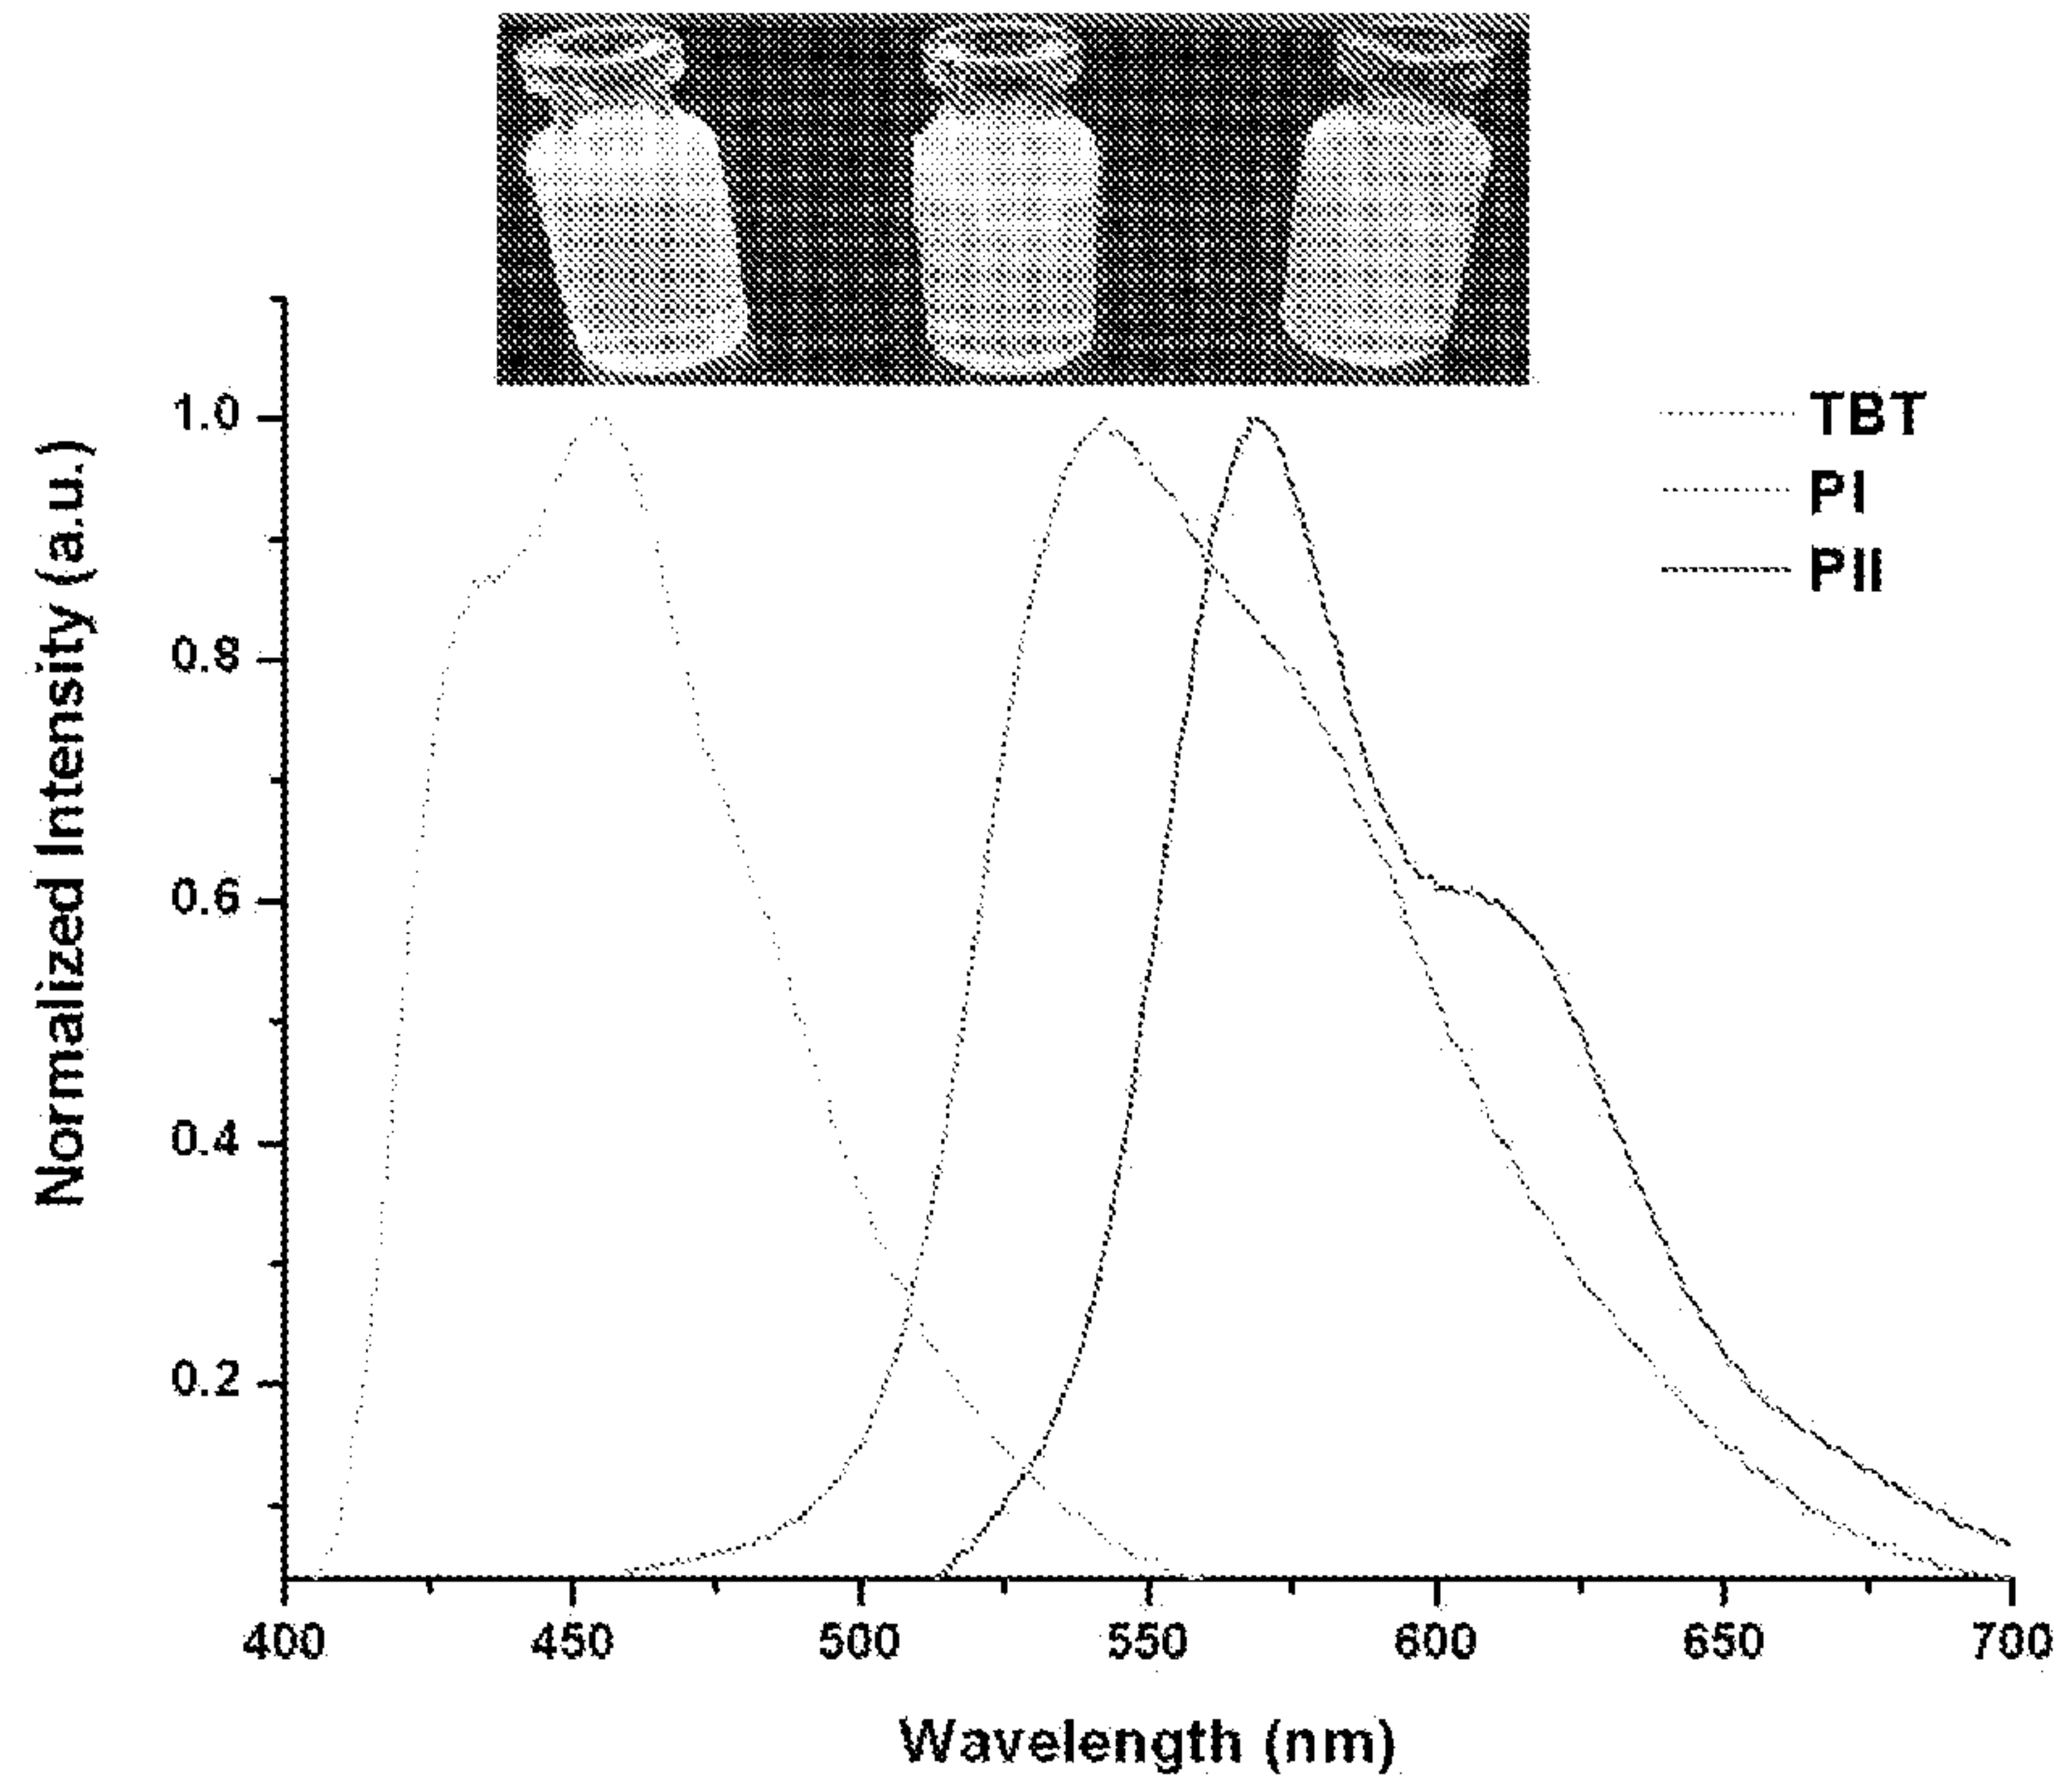 TBT
PI
PII
1.0
0.8
0.6
0.4
0.2
Normalized Intensity (a.u.)
400 450 500 550 600 650 700
Wavelength (nm)